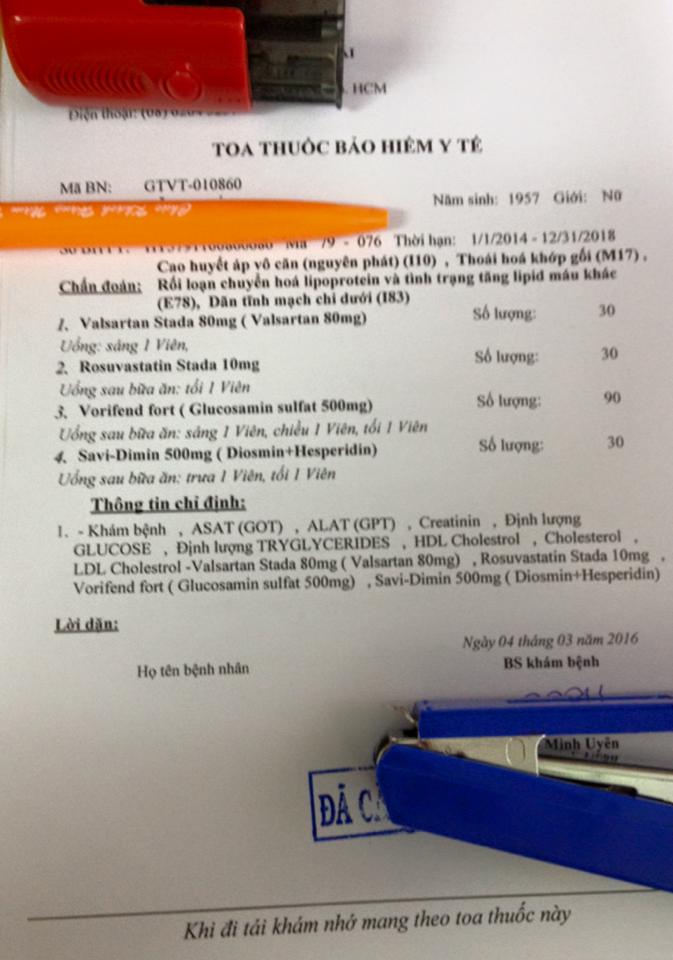 HCM
Điện thoại: (08)
TOA THUỐC BẢO HIỂM Y TẾ
Mã BN: GTVT-010860
Năm sinh: 1957 Giới: Nữ
Mã 79 - 076 Thời hạn: 1/1/2014 - 12/31/2018
Cao huyết áp vô căn (nguyên phát) (I10) , Thoái hoá khớp gối (M17) ,
Chẩn đoán: Rối loạn chuyển hoá lipoprotein và tình trạng tăng lipid máu khác
(E78), Dãn tĩnh mạch chi dưới (I83)
1. Valsartan Stada 80mg ( Valsartan 80mg) Số lượng: 30
Uống: sáng 1 Viên,
2. Rosuvastatin Stada 10mg Số lượng: 30
Uống sau bữa ăn: tối 1 Viên
3. Vorifend fort ( Glucosamin sulfat 500mg) Số lượng: 90
Uống sau bữa ăn: sáng 1 Viên, chiều 1 Viên, tối 1 Viên
4. Savi-Dimin 500mg ( Diosmin+Hesperidin) Số lượng: 30
Uống sau bữa ăn: trưa 1 Viên, tối 1 Viên
Thông tin chỉ định:
1. - Khám bệnh , ASAT (GOT) , ALAT (GPT) , Creatinin , Định lượng
GLUCOSE , Định lượng TRYGLYCERIDES , HDL Cholestrol , Cholesterol ,
LDL Cholestrol -Valsartan Stada 80mg ( Valsartan 80mg) , Rosuvastatin Stada 10mg ,
Vorifend fort ( Glucosamin sulfat 500mg) , Savi-Dimin 500mg ( Diosmin+Hesperidin)
Lời dặn:
Ngày 04 tháng 03 năm 2016
Họ tên bệnh nhân BS khám bệnh
Minh Uyên
ĐÃ
Khi đi tái khám nhớ mang theo toa thuốc này